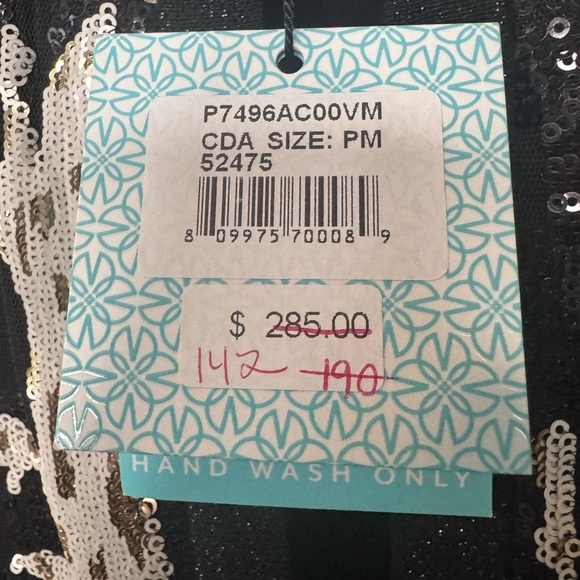 P7496AC00VM
CDA SIZE: PM
52475
8 09975 70008 9
$ 285.00
142 190
HAND WASH ONLY